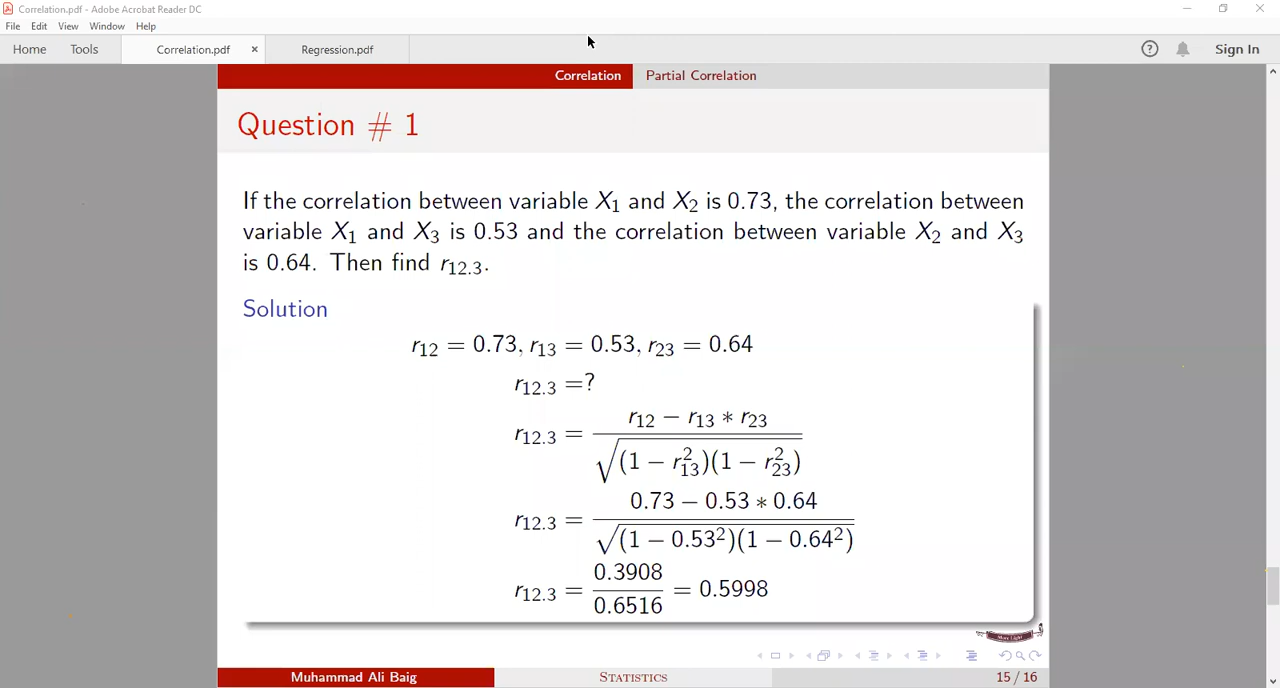 Correlation.pdf - Adobe Acrobat Reader DC
File Edit View Window Help
Home Tools Correlation.pdf × Regression.pdf ? Sign In
Correlation Partial Correlation
Question # 1
If the correlation between variable X₁ and X₂ is 0.73, the correlation between
variable X₁ and X₃ is 0.53 and the correlation between variable X₂ and X₃
is 0.64. Then find r₁₂.₃.
Solution
r₁₂ = 0.73, r₁₃ = 0.53, r₂₃ = 0.64
r₁₂.₃ =?
r₁₂.₃ = (r₁₂ − r₁₃ ∗ r₂₃) / √(1 − r₁₃²)(1 − r₂₃²)
r₁₂.₃ = (0.73 − 0.53 ∗ 0.64) / √(1 − 0.53²)(1 − 0.64²)
r₁₂.₃ = 0.3908 / 0.6516 = 0.5998
Muhammad Ali Baig Statistics 15 / 16